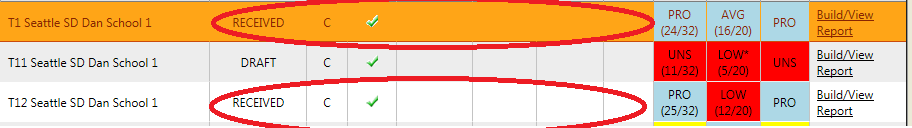 T1 Seattle SD Dan School 1 RECEIVED C PRO (24/32) AVG (16/20) PRO Build/View Report
T11 Seattle SD Dan School 1 DRAFT C UNS (11/32) LOW* (5/20) UNS Build/View Report
T12 Seattle SD Dan School 1 RECEIVED C PRO (25/32) LOW (12/20) PRO Build/View Report